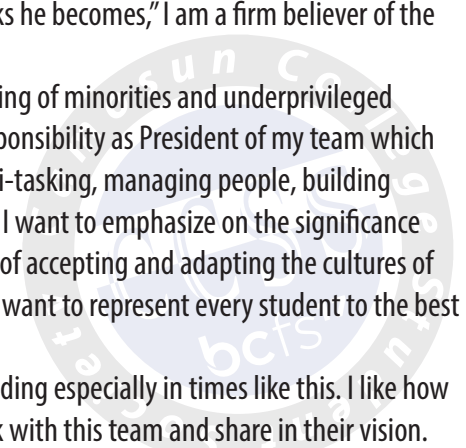 ks he becomes,” I am a firm believer of the
ing of minorities and underprivileged
ponsibility as President of my team which
i-tasking, managing people, building
I want to emphasize on the significance
of accepting and adapting the cultures of
want to represent every student to the best
ding especially in times like this. I like how
k with this team and share in their vision.
bcfs